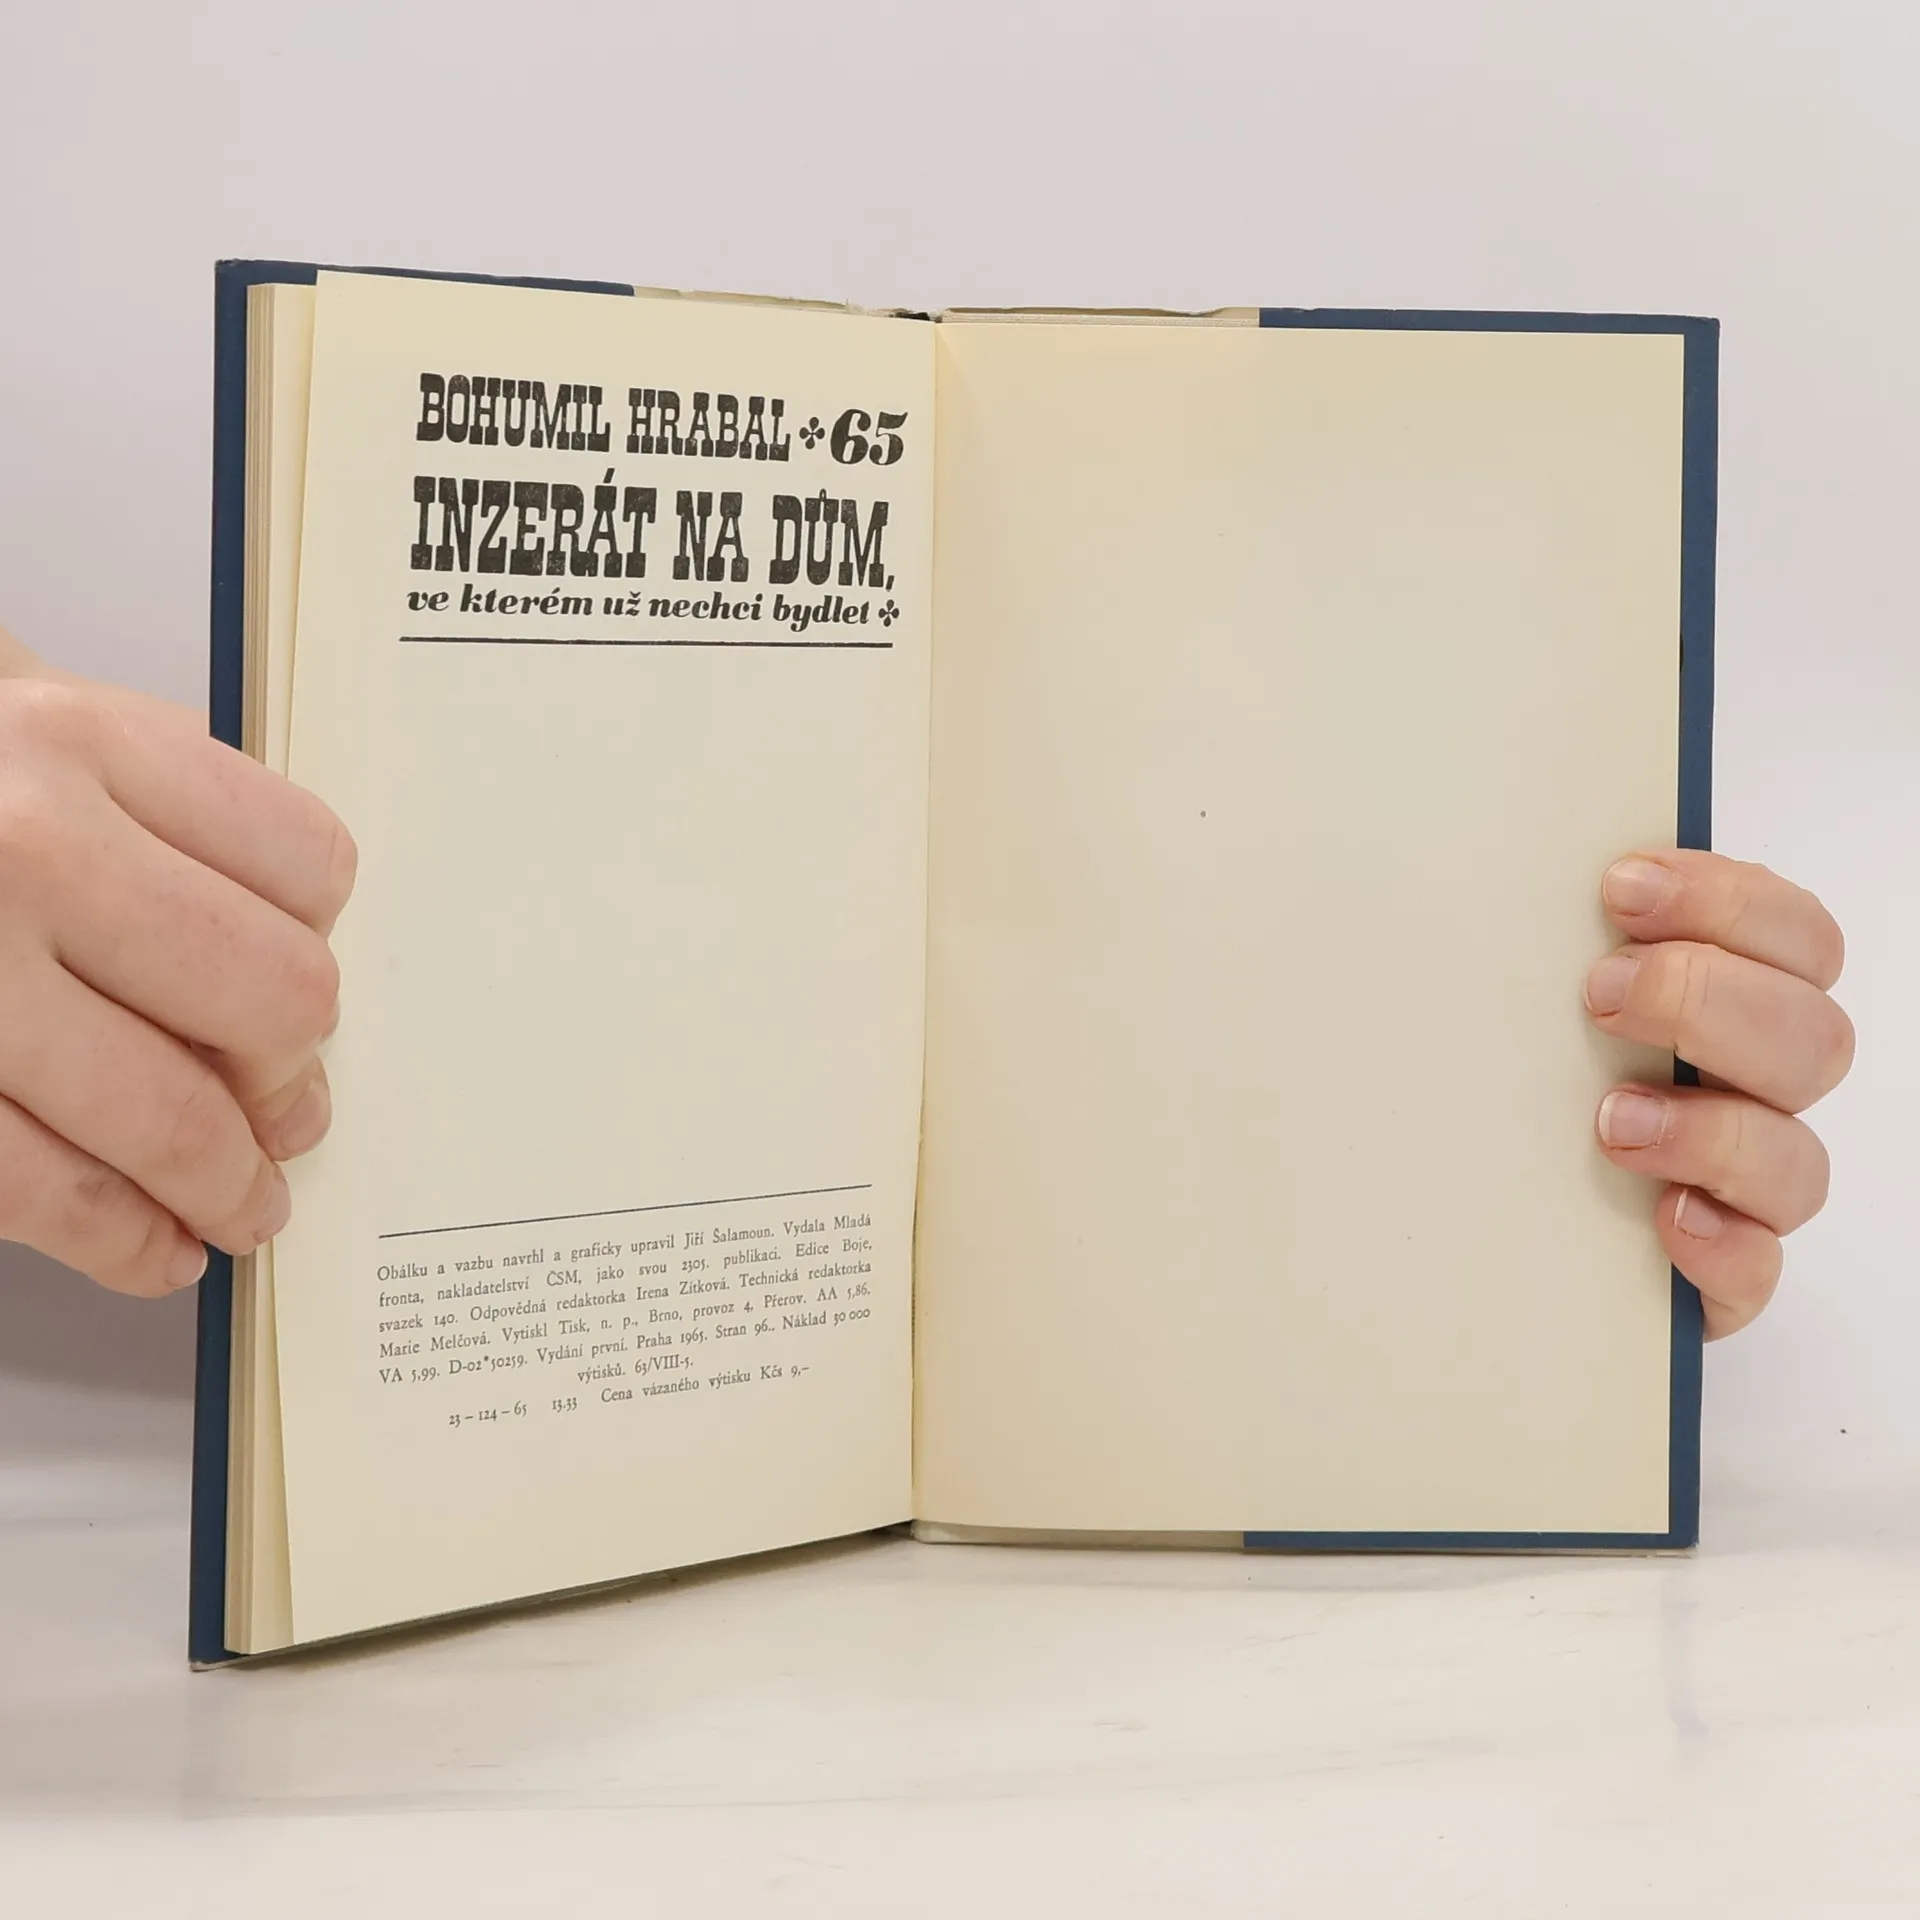 BOHUMIL HRABAL ✤ 65
INZERÁT NA DŮM,
ve kterém už nechci bydlet ✤
Obálku a vazbu navrhl a graficky upravil Jiří Šalamoun. Vydala Mladá
fronta, nakladatelství ČSM, jako svou 2305. publikaci. Edice Boje,
svazek 140. Odpovědná redaktorka Irena Zítková. Technická redaktorka
Marie Melčová. Vytiskl Tisk, n. p., Brno, provoz 4, Přerov. AA 5,86.
VA 5,99. D-02*50259. Vydání první. Praha 1965. Stran 96.. Náklad 30 000
výtisků. 63/VIII-5.
23 – 124 – 65 13.33 Cena vázaného výtisku Kčs 9,–